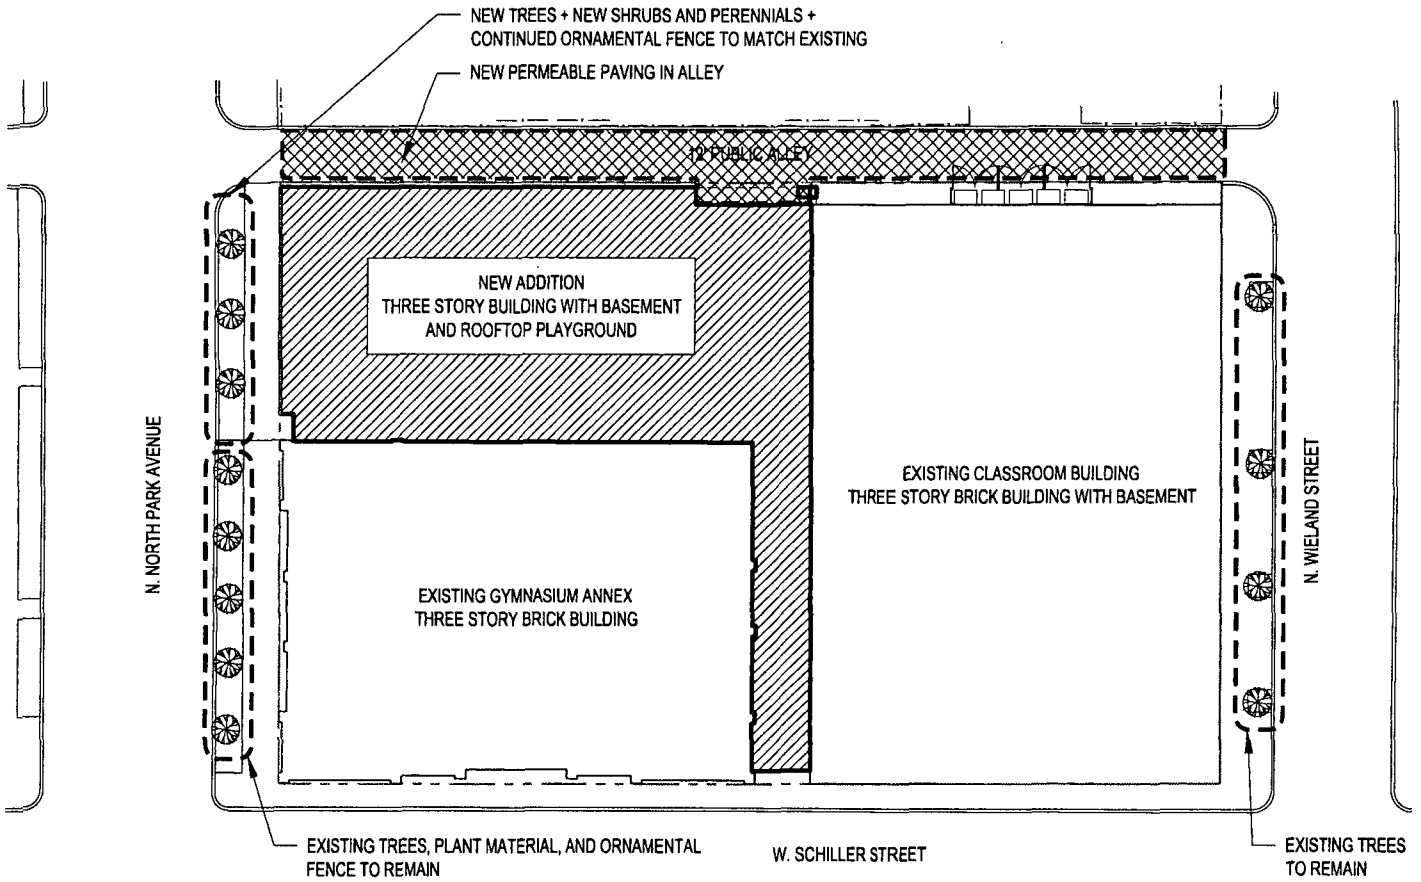 NEW TREES + NEW SHRUBS AND PERENNIALS +
CONTINUED ORNAMENTAL FENCE TO MATCH EXISTING
NEW PERMEABLE PAVING IN ALLEY
12' PUBLIC ALLEY
NEW ADDITION
THREE STORY BUILDING WITH BASEMENT
AND ROOFTOP PLAYGROUND
N. NORTH PARK AVENUE
EXISTING CLASSROOM BUILDING
THREE STORY BRICK BUILDING WITH BASEMENT
N. WIELAND STREET
EXISTING GYMNASIUM ANNEX
THREE STORY BRICK BUILDING
EXISTING TREES, PLANT MATERIAL, AND ORNAMENTAL
FENCE TO REMAIN
W. SCHILLER STREET
EXISTING TREES
TO REMAIN